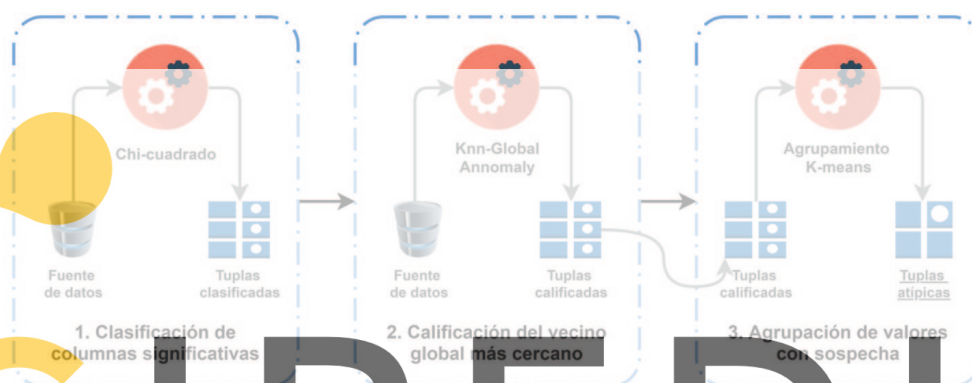 Chi-cuadrado
Fuente
de datos
Tuplas
clasificadas
1. Clasificación de
columnas significativas
Knn-Global
Annomaly
Fuente
de datos
Tuplas
calificadas
2. Calificación del vecino
global más cercano
Agrupamiento
K-means
Tuplas
calificadas
Tuplas
atípicas
3. Agrupación de valores
con sospecha